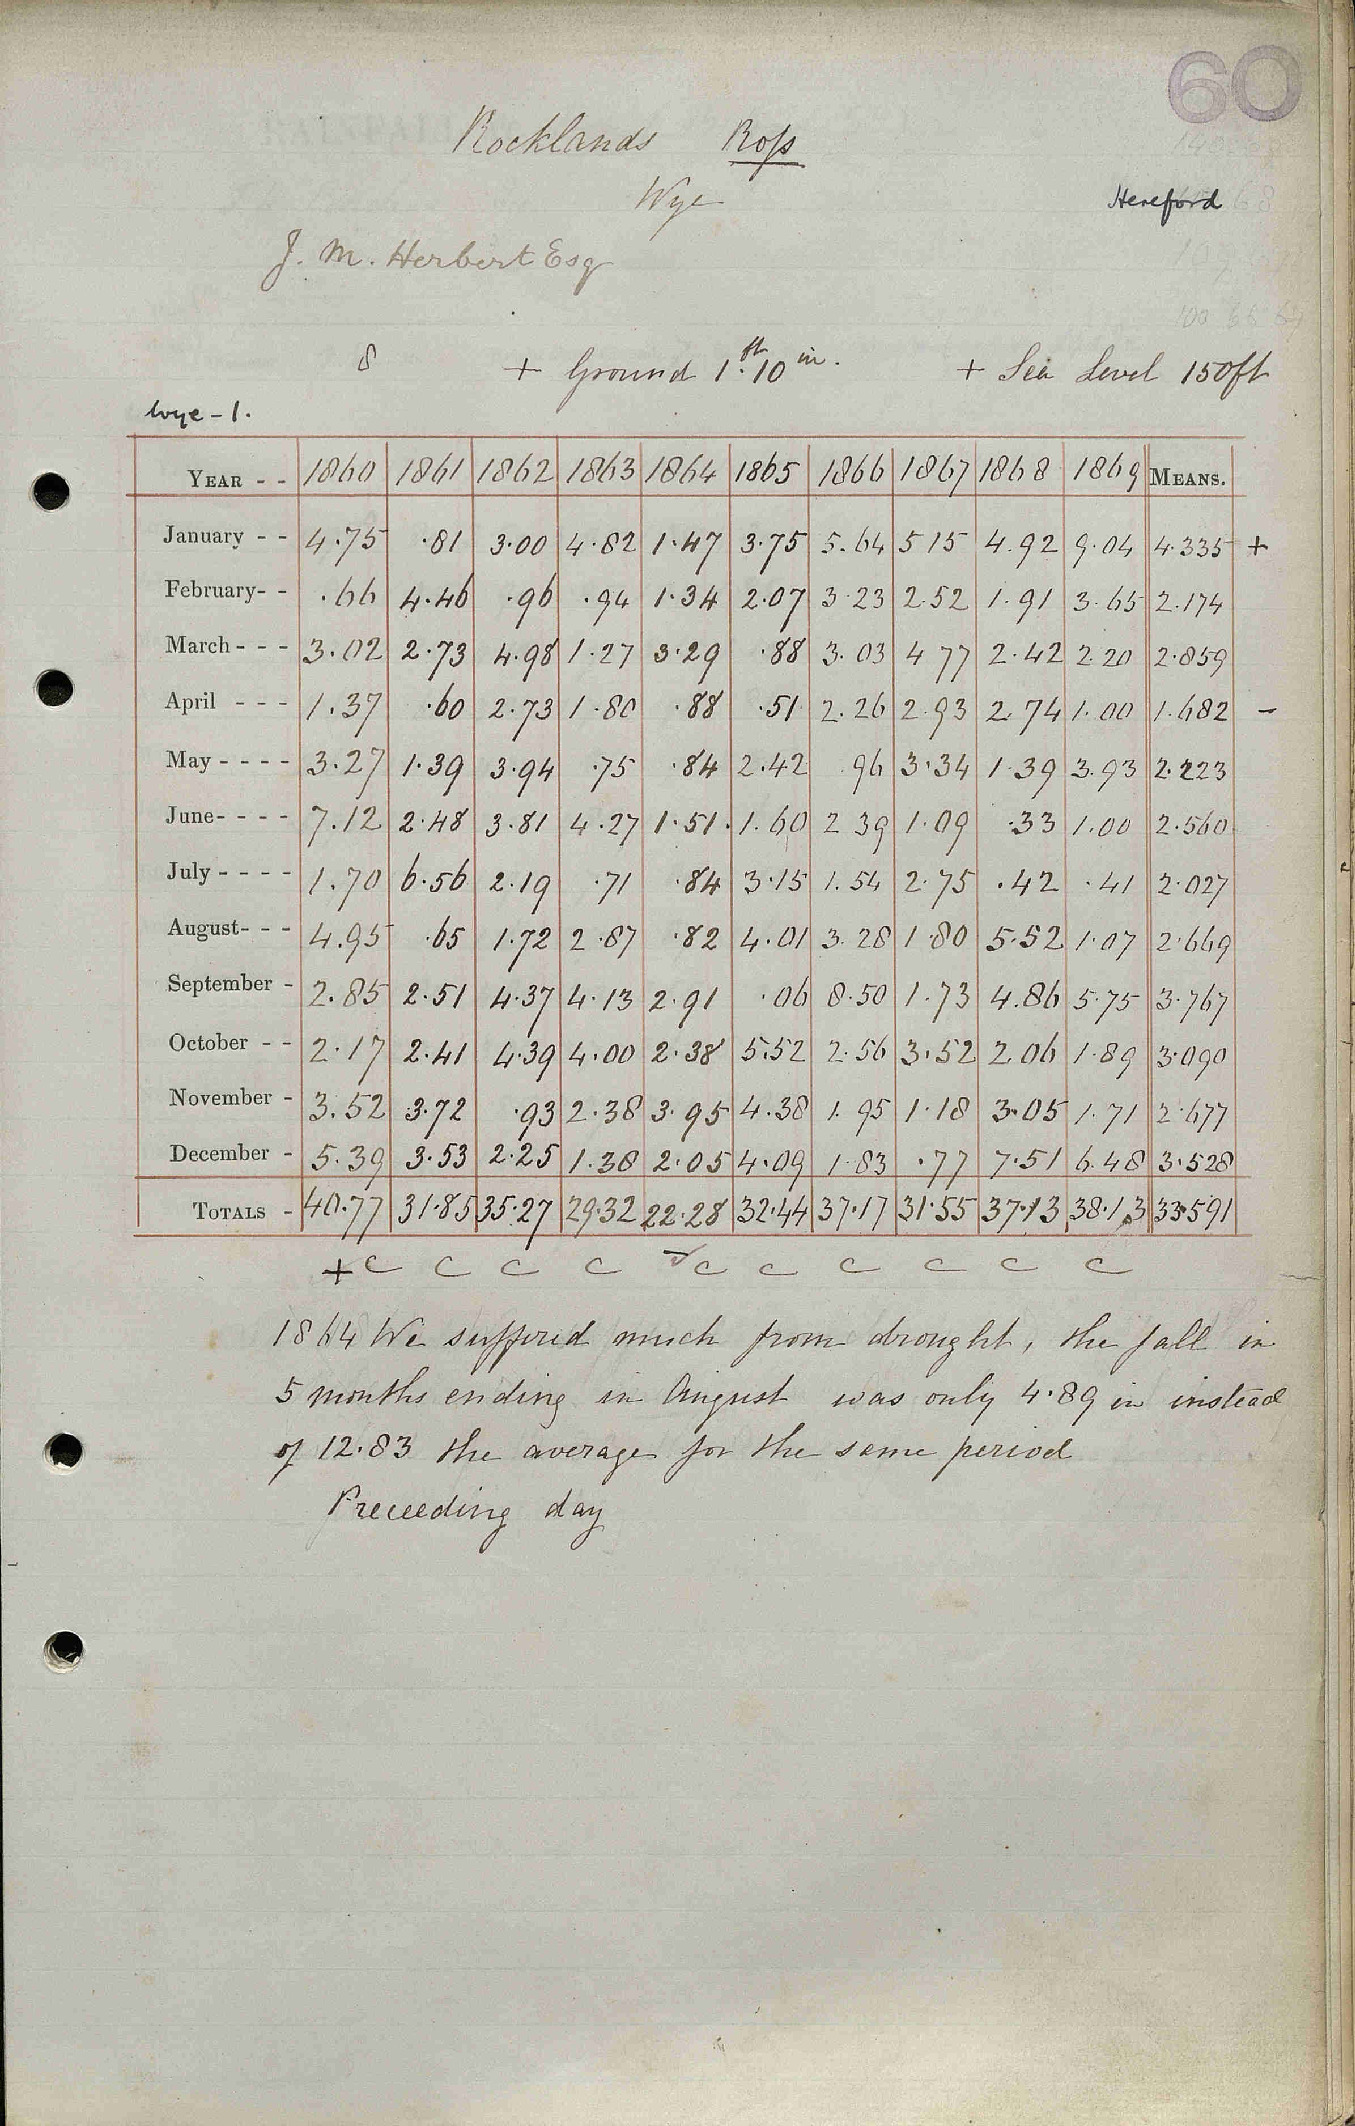 60
Rocklands Ross
Wye
Hereford
J. M. Herbert Esq
8 + Ground 1ft. 10in. + Sea Level 150ft
Wye - 1.
YEAR - - 1860 1861 1862 1863 1864 1865 1866 1867 1868 1869 MEANS.
January - - 4.75 .81 3.00 4.82 1.47 3.75 5.64 5 15 4.92 9.04 4.335 +
February- - .66 4.46 .96 .94 1.34 2.07 3 23 2.52 1.91 3.65 2.174
March - - - 3.02 2.73 4.98 1.27 3.29 .88 3.03 4 77 2.42 2 20 2.859
April - - - 1.37 .60 2.73 1.80 .88 .51 2.26 2.93 2.74 1.00 1.682 -
May - - - - 3.27 1.39 3.94 .75 .84 2.42 .96 3.34 1.39 3.93 2.223
June- - - - 7.12 2.48 3.81 4.27 1.51. 1.60 2 39 1.09 .33 1.00 2.560
July - - - - 1.70 6.56 2.19 .71 .84 3.15 1.54 2.75 .42 .41 2.027
August- - - 4.95 .65 1.72 2.87 .82 4.01 3.28 1.80 5.52 1.07 2.669
September - 2.85 2.51 4.37 4.13 2.91 .06 8.50 1.73 4.86 5.75 3.767
October - - 2.17 2.41 4.39 4.00 2.38 5.52 2.56 3.52 2.06 1.89 3.090
November - 3.52 3.72 .93 2.38 3.95 4.38 1.95 1.18 3.05 1.71 2.677
December - 5.39 3.53 2.25 1.38 2.05 4.09 1.83 .77 7.51 6.48 3.528
TOTALS - 40.77 31.85 35.27 29.32 22.28 32.44 37.17 31.55 37.13 38.13 33.591
+ c c c c - c c c c c c
1864 We suffered much from drought, the fall in
5 months ending in August was only 4.89 in instead
of 12.83 the average for the same period
Preceeding day